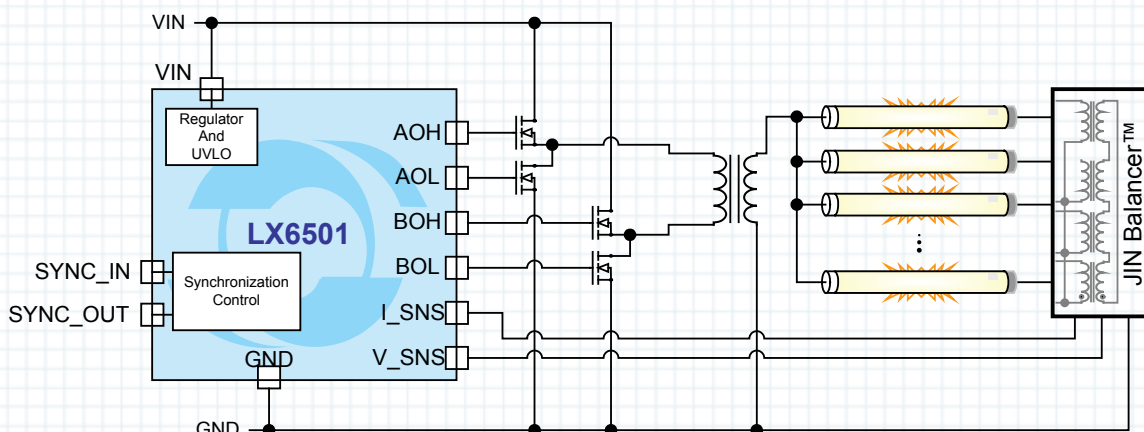 VIN
VIN
Regulator
And
UVLO
AOH
AOL
BOH
LX6501
BOL
SYNC_IN
Synchronization
Control
SYNC_OUT
I_SNS
V_SNS
GND
GND
JIN Balancer™